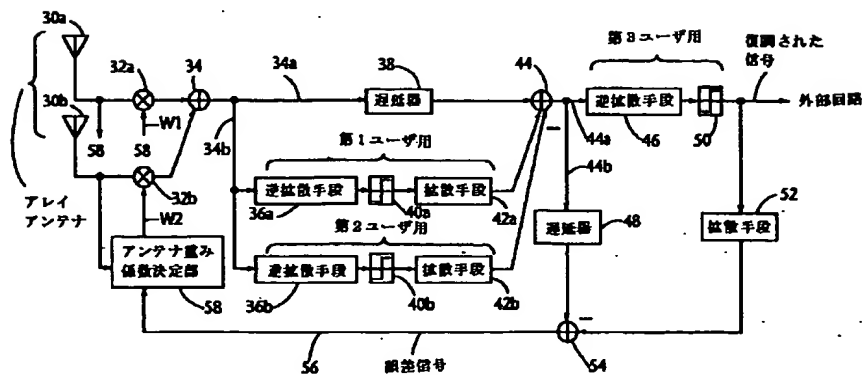 30a
32a
34
34a
38
遅延器
44
第3ユーザ用
復調された
信号
外部回路
逆拡散手段
46
50
44a
44b
30b
58
W1
58
32b
W2
34b
アレイ
アンテナ
第1ユーザ用
逆拡散手段
36a
40a
拡散手段
42a
第2ユーザ用
逆拡散手段
36b
40b
拡散手段
42b
遅延器
48
拡散手段
52
アンテナ重み
係数決定部
58
56
誤差信号
54